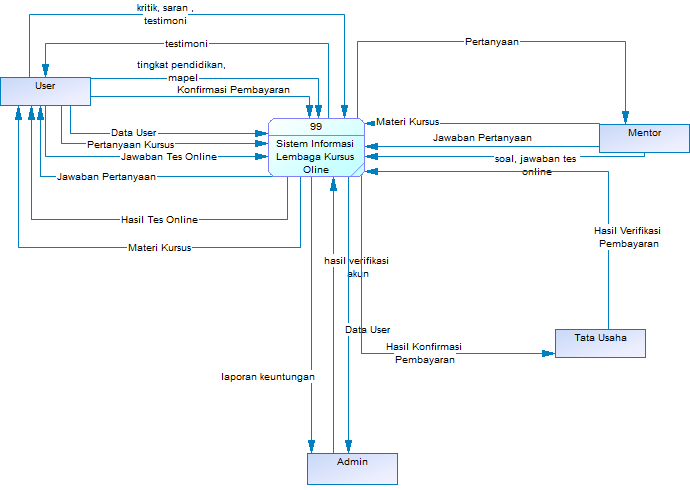 kritik, saran ,
testimoni
testimoni
Pertanyaan
tingkat pendidikan,
mapel
User
Konfirmasi Pembayaran
99
Materi Kursus
Mentor
Data User
Pertanyaan Kursus
Sistem Informasi
Lembaga Kursus
Oline
Jawaban Pertanyaan
Jawaban Tes Online
soal, jawaban tes
online
Jawaban Pertanyaan
Hasil Tes Online
Hasil Verifikasi
Pembayaran
Materi Kursus
hasil verifikasi
akun
Data User
Tata Usaha
Hasil Konfirmasi
Pembayaran
laporan keuntungan
Admin